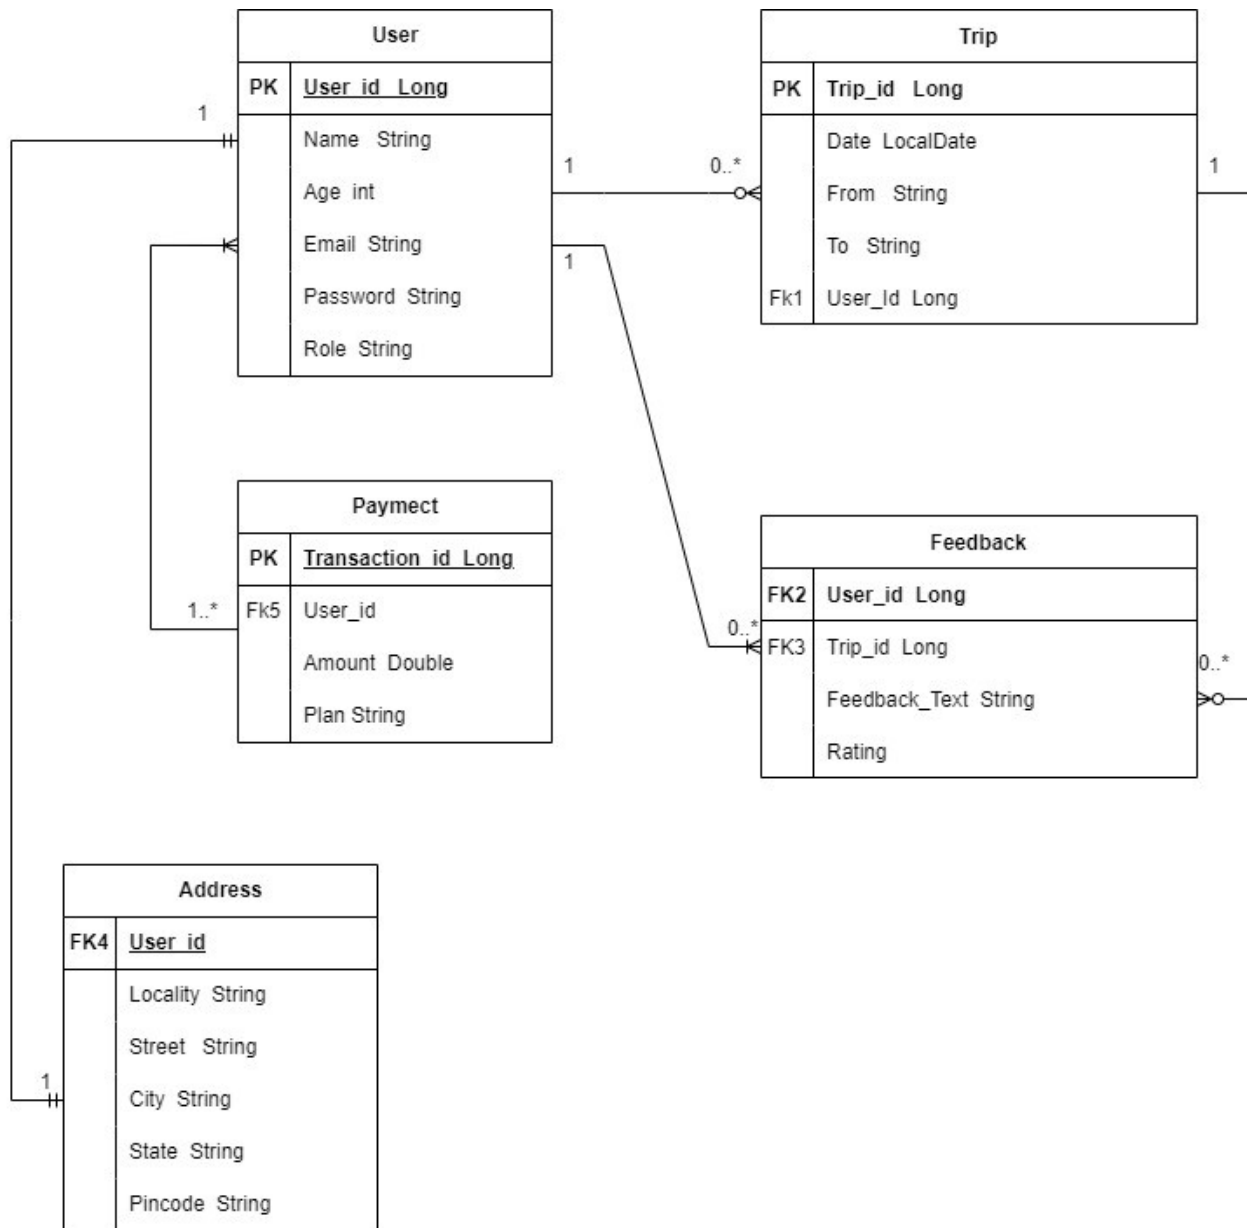 User
PK User_id Long
Name String
Age int
Email String
Password String
Role String
1
1
1
0..*
Trip
PK Trip_id Long
Date LocalDate
From String
To String
Fk1 User_Id Long
1
Paymect
PK Transaction_id Long
Fk5 User_id
Amount Double
Plan String
1..*
Feedback
FK2 User_id Long
FK3 Trip_id Long
Feedback_Text String
Rating
0..*
0..*
Address
FK4 User_id
Locality String
Street String
City String
State String
Pincode String
1